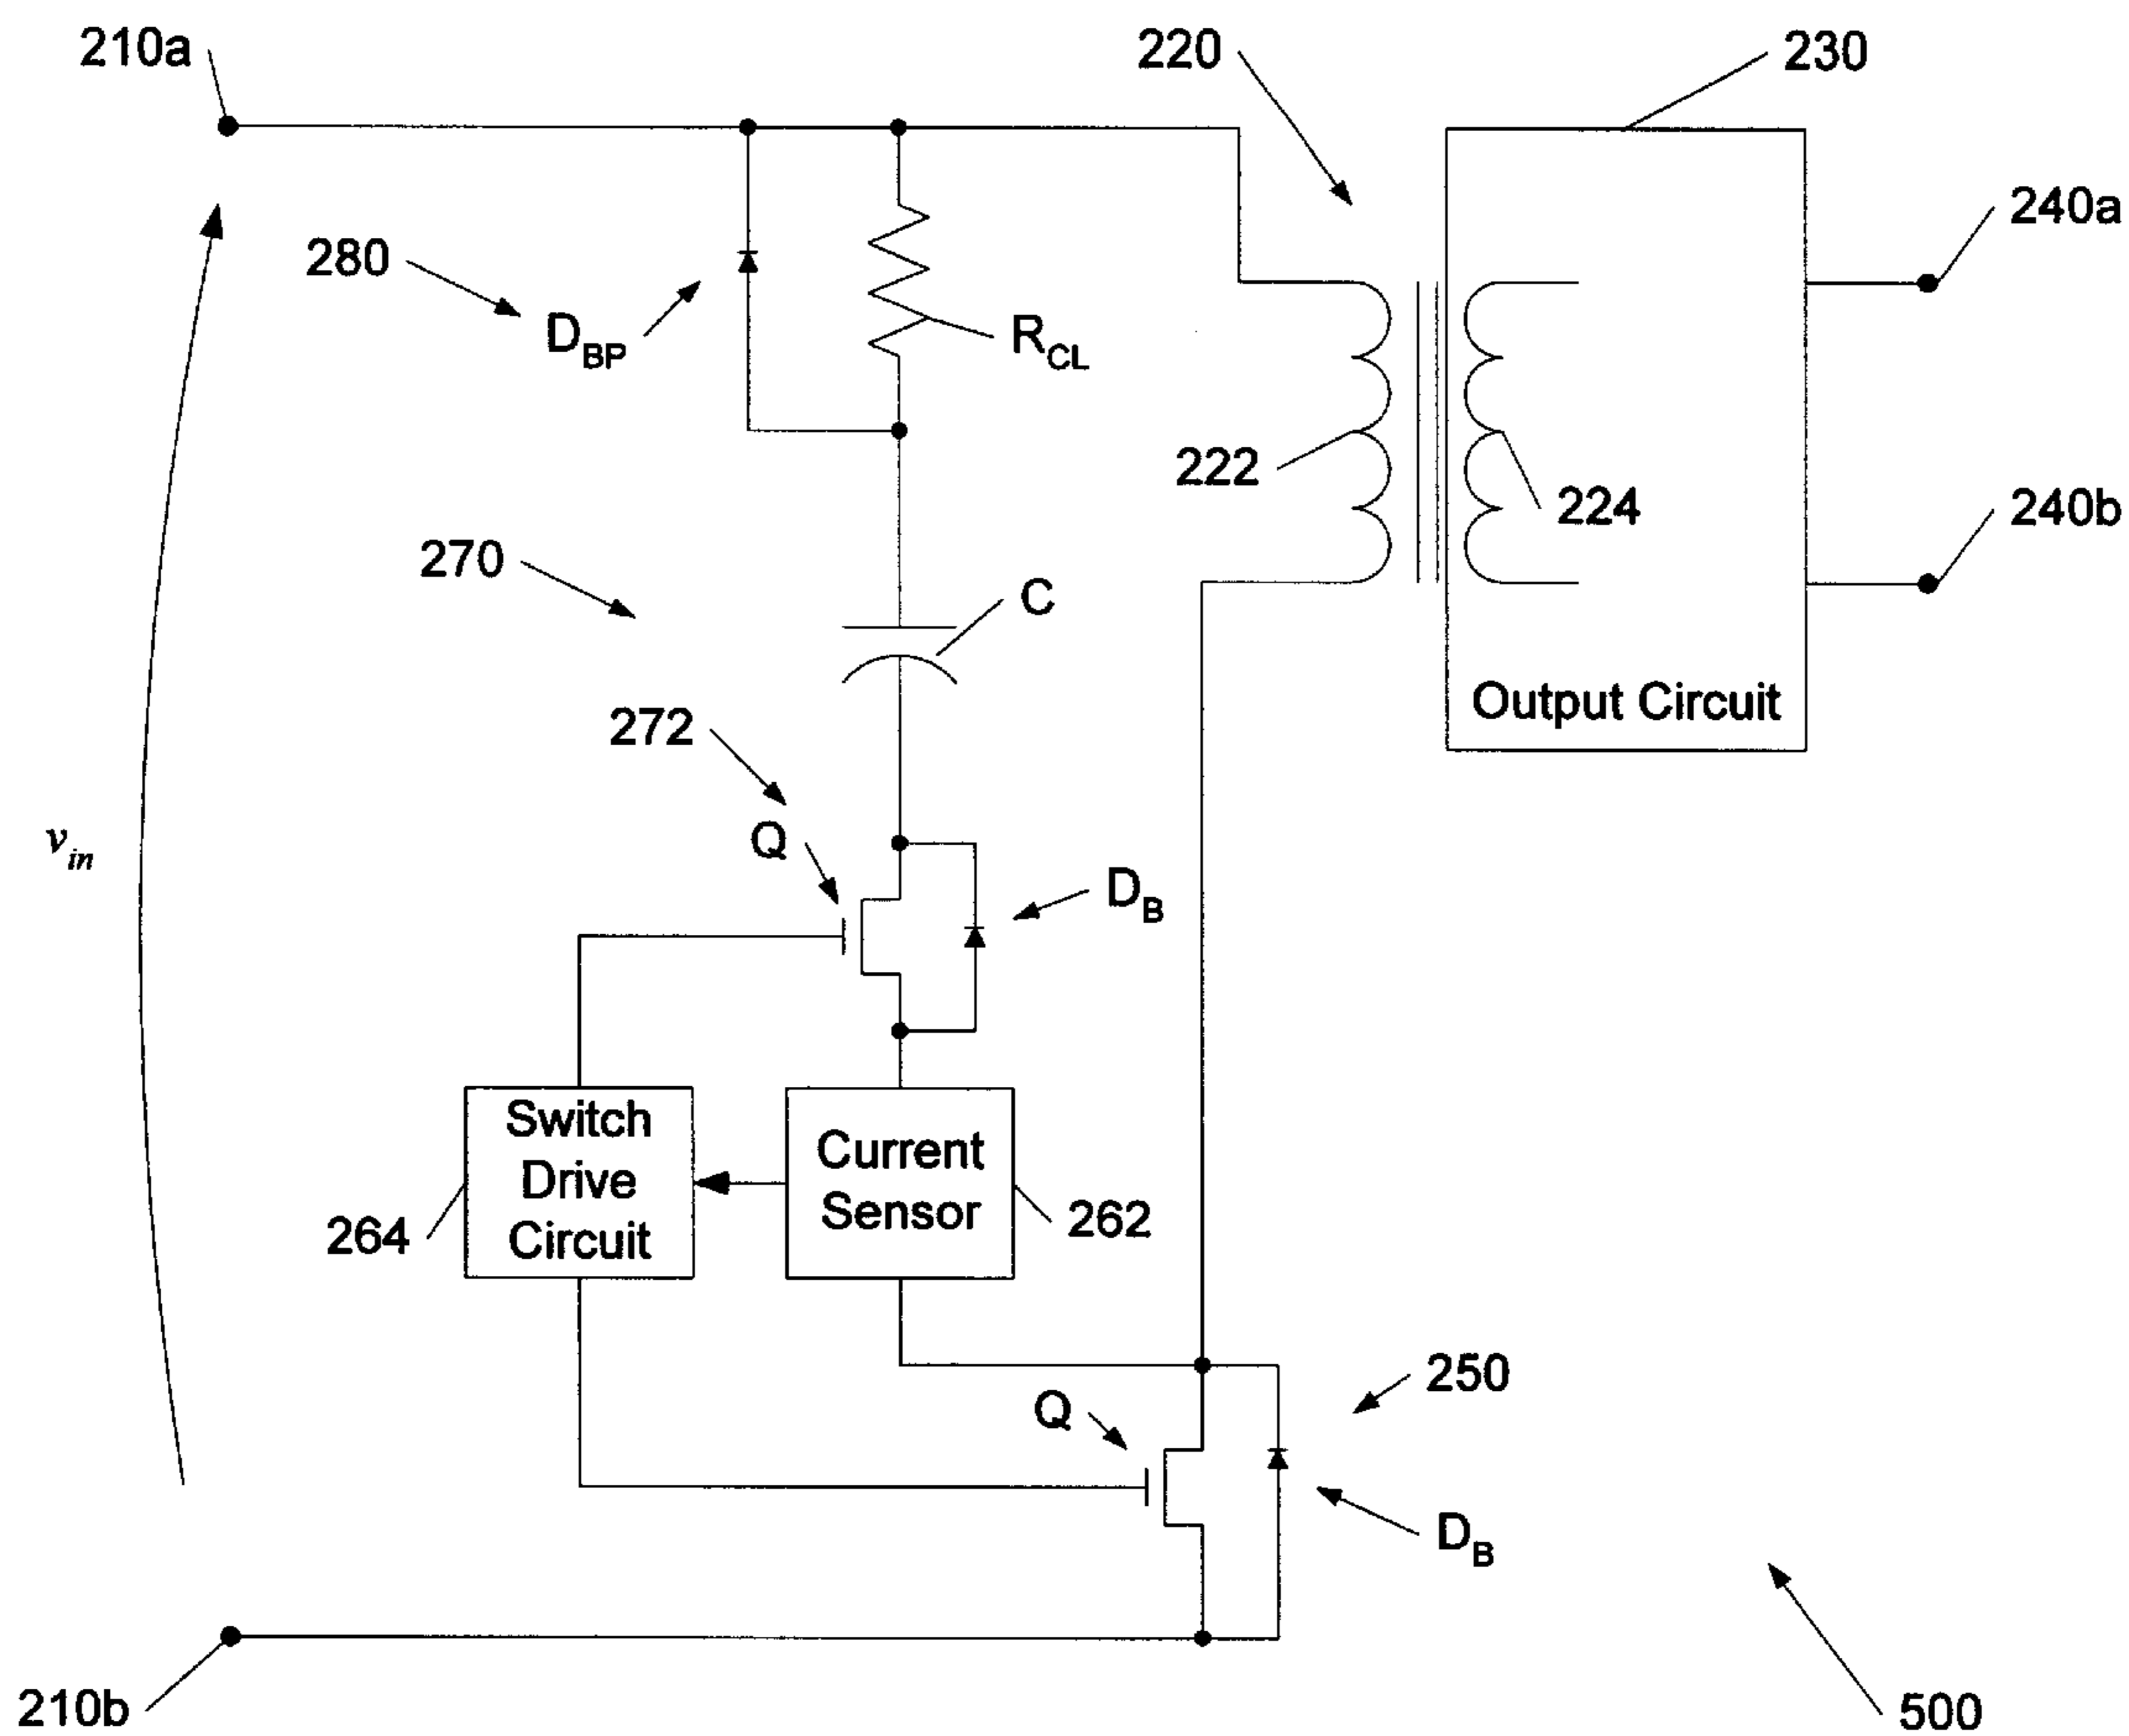 210a
220
230
240a
280
D_BP
R_CL
222
224
240b
270
C
Output Circuit
272
Q
D_B
v_in
Switch
Drive
Circuit
Current
Sensor
264
262
250
Q
D_B
210b
500